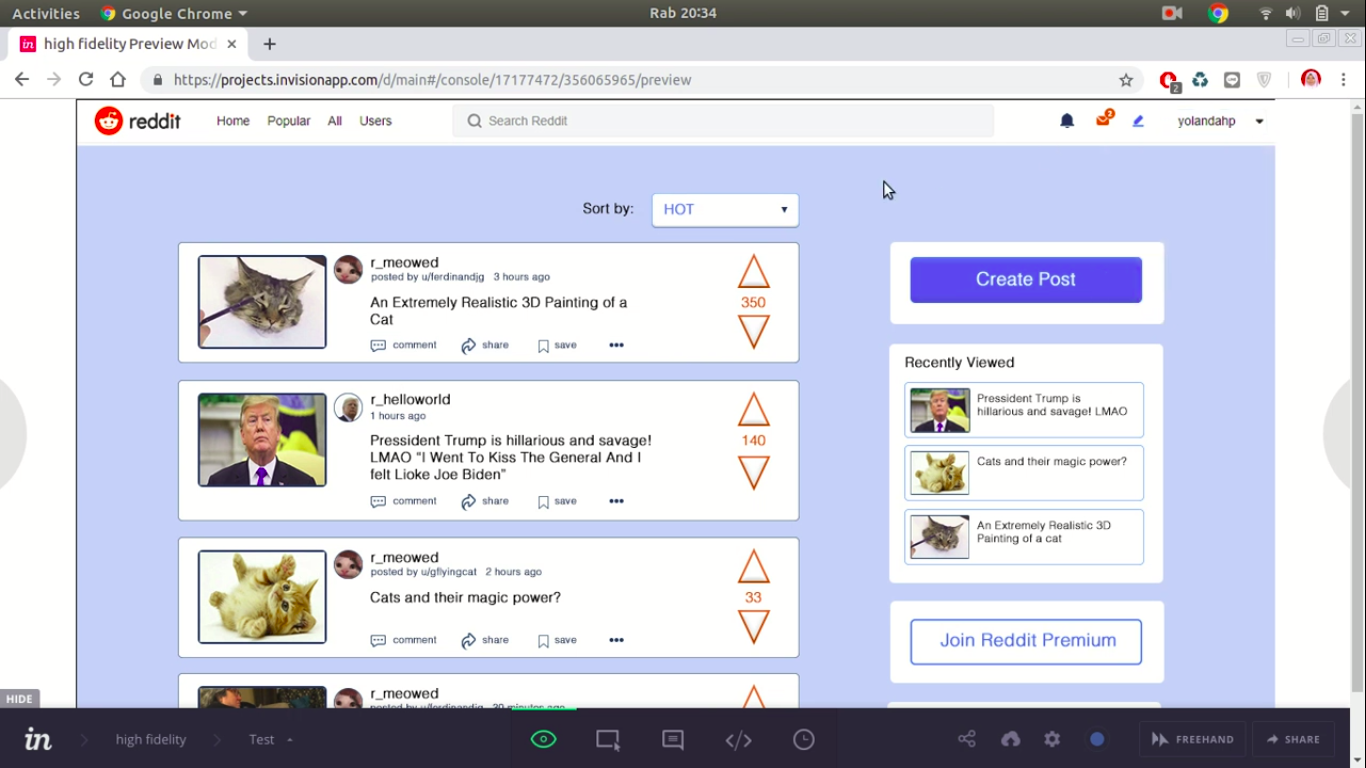 Activities Google Chrome Rab 20:34
in high fidelity Preview Mod
https://projects.invisionapp.com/d/main#/console/17177472/356065965/preview 2
reddit Home Popular All Users Search Reddit yolandahp
Sort by: HOT
r_meowed
posted by u/ferdinandjg 3 hours ago
An Extremely Realistic 3D Painting of a
Cat
comment share save
350
r_helloworld
1 hours ago
Pressident Trump is hillarious and savage!
LMAO “I Went To Kiss The General And I
felt Lioke Joe Biden”
comment share save
140
r_meowed
posted by u/gflyingcat 2 hours ago
Cats and their magic power?
comment share save
33
r_meowed
posted by u/ferdinandjg 30 minutes ago
Create Post
Recently Viewed
Pressident Trump is
hillarious and savage! LMAO
Cats and their magic power?
An Extremely Realistic 3D
Painting of a cat
Join Reddit Premium
HIDE
in high fidelity Test FREEHAND SHARE